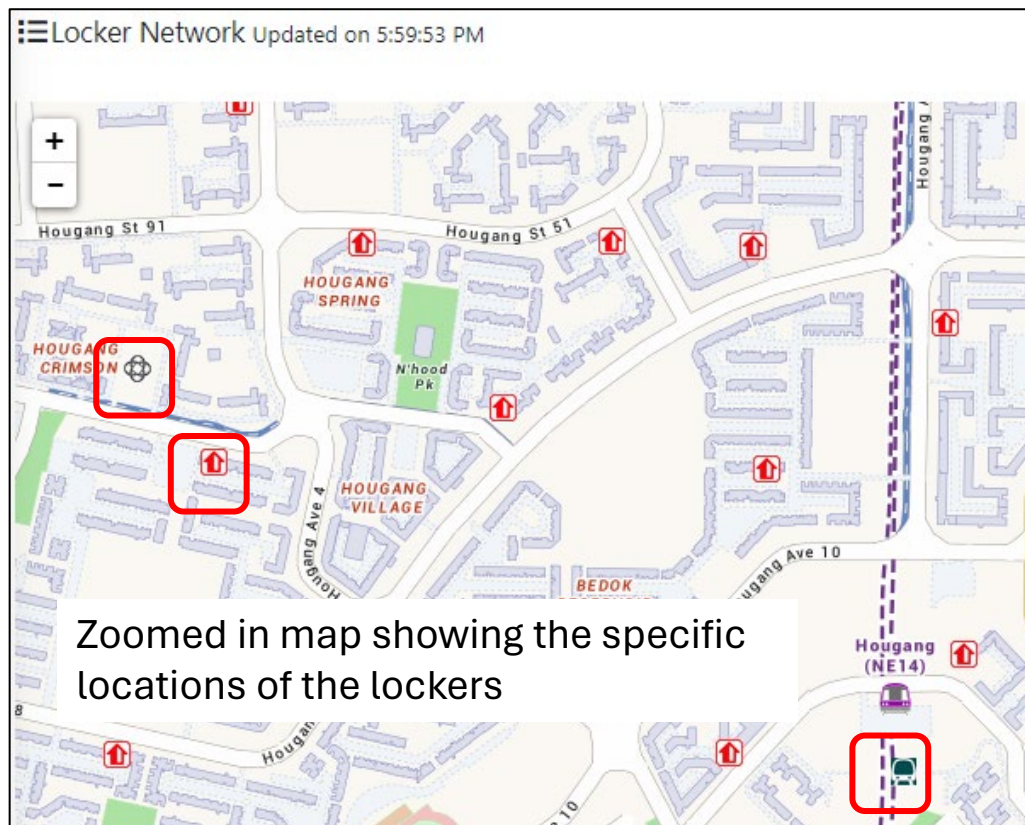 Locker Network Updated on 5:59:53 PM
+
−
Hougang A
Hougang St 91
Hougang St 51
HOUGANG
SPRING
HOUGANG
CRIMSON
N'hood
Pk
HOUGANG
VILLAGE
Hougang Ave 4
ougang Ave 10
BEDOK
Zoomed in map showing the specific
locations of the lockers
Hougang
(NE14)
8
Hougang
10